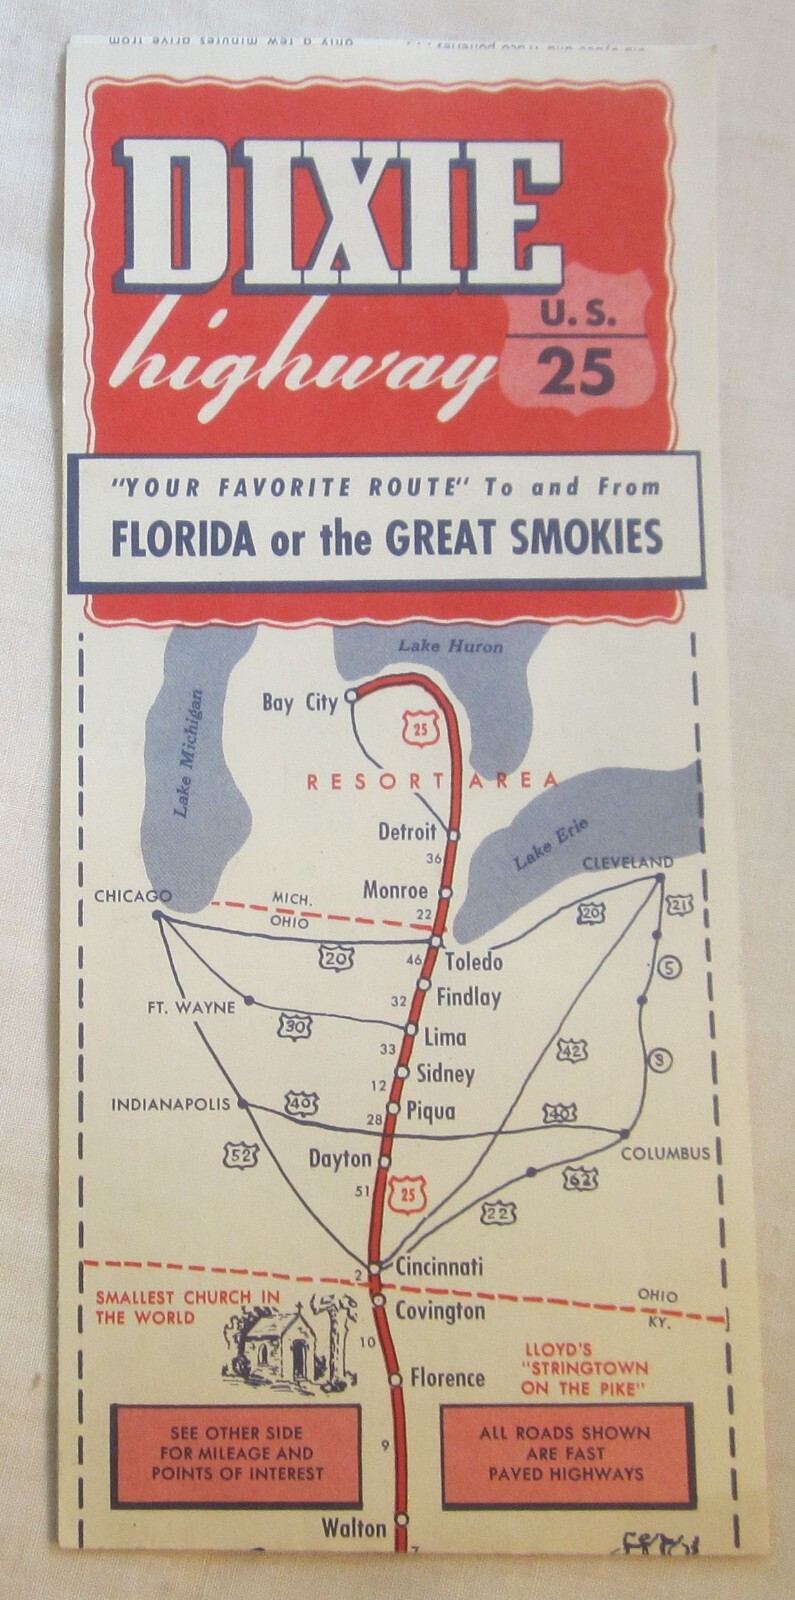 DIXIE
highway
U.S.
25
"YOUR FAVORITE ROUTE" To and From
FLORIDA or the GREAT SMOKIES
Lake Huron
Lake Michigan
Bay City
25
RESORT AREA
Detroit
Lake Erie
36
CLEVELAND
Monroe
CHICAGO
MICH.
OHIO
22
20
21
20
46
Toledo
5
32
Findlay
FT. WAYNE
30
Lima
33
42
3
Sidney
12
INDIANAPOLIS
40
Piqua
40
28
52
Dayton
COLUMBUS
51
25
62
22
Cincinnati
2
SMALLEST CHURCH IN
THE WORLD
OHIO
KY.
Covington
10
LLOYD'S
"STRINGTOWN
ON THE PIKE"
Florence
SEE OTHER SIDE
FOR MILEAGE AND
POINTS OF INTEREST
ALL ROADS SHOWN
ARE FAST
PAVED HIGHWAYS
9
Walton